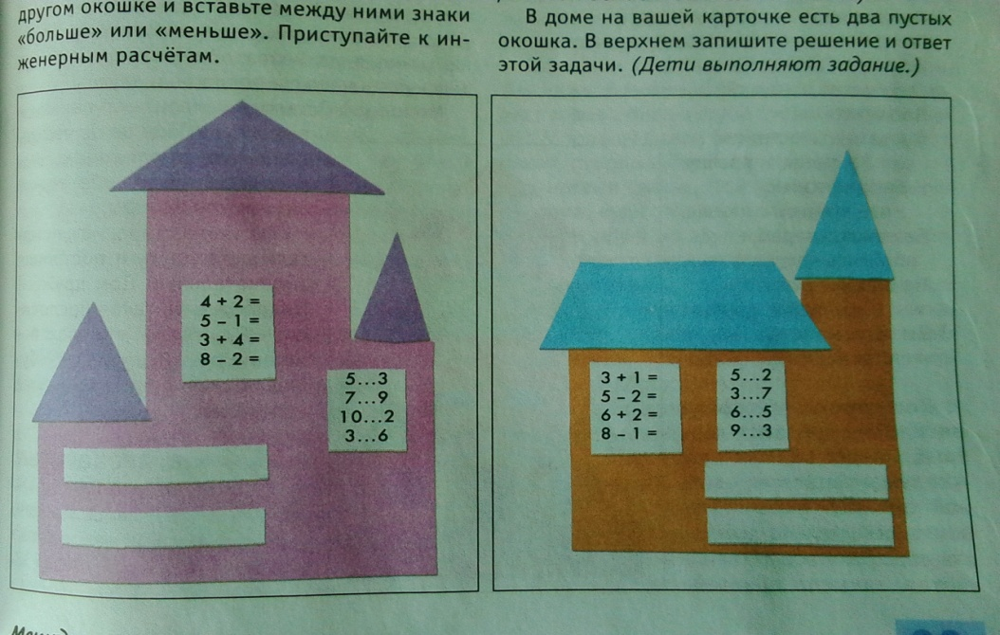 другом окошке и вставьте между ними знаки
«больше» или «меньше». Приступайте к ин-
женерным расчётам.
4 + 2 =
5 – 1 =
3 + 4 =
8 – 2 =
5...3
7...9
10...2
3...6
В доме на вашей карточке есть два пустых
окошка. В верхнем запишите решение и ответ
этой задачи. (Дети выполняют задание.)
3 + 1 =
5 – 2 =
6 + 2 =
8 – 1 =
5...2
3...7
6...5
9...3